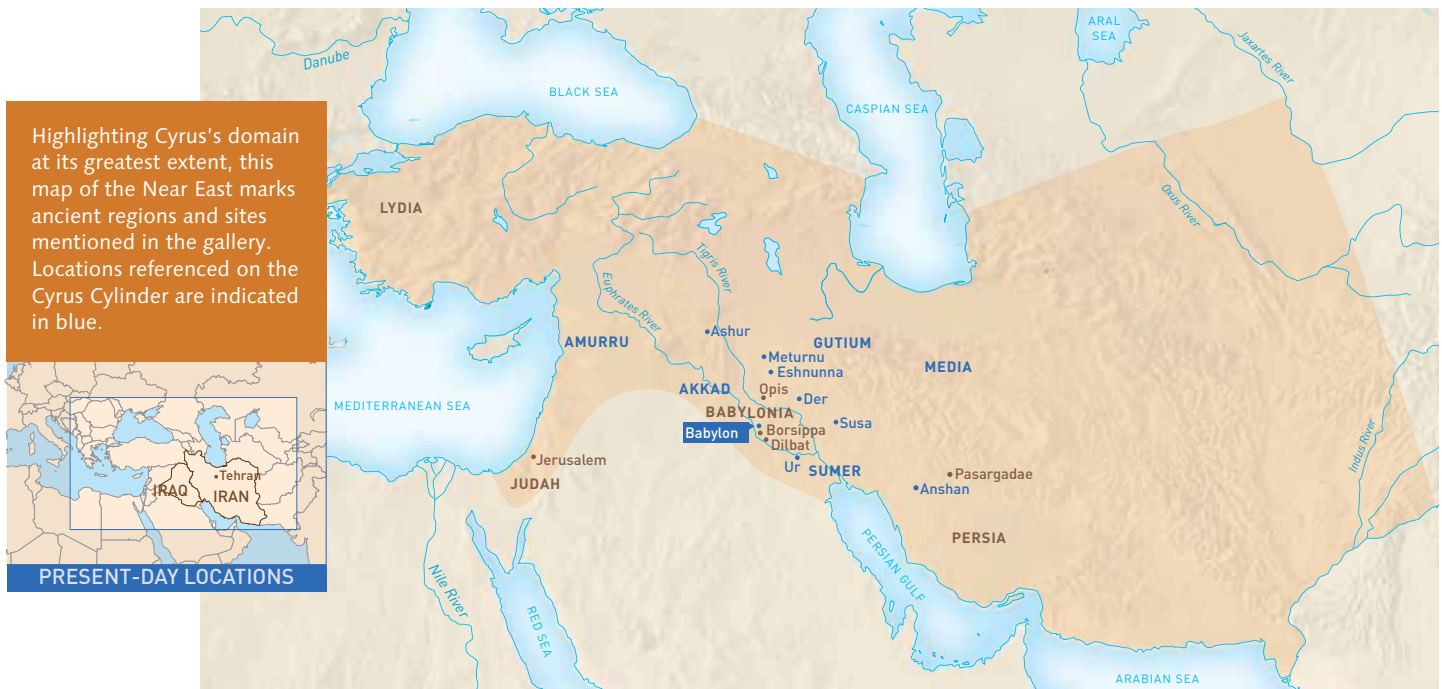 Highlighting Cyrus's domain
at its greatest extent, this
map of the Near East marks
ancient regions and sites
mentioned in the gallery.
Locations referenced on the
Cyrus Cylinder are indicated
in blue.
IRAQ
Tehran
IRAN
PRESENT-DAY LOCATIONS
Danube
BLACK SEA
CASPIAN SEA
ARAL
SEA
Jaxartes River
Oxus River
Indus River
LYDIA
Tigris River
Euphrates River
AMURRU
Ashur
GUTIUM
Meturnu
Eshnunna
MEDIA
AKKAD
Opis
Der
MEDITERRANEAN SEA
BABYLONIA
Babylon
Borsippa
Dilbat
Susa
Ur
SUMER
Jerusalem
JUDAH
Pasargadae
Anshan
PERSIA
PERSIAN GULF
Nile River
RED SEA
ARABIAN SEA